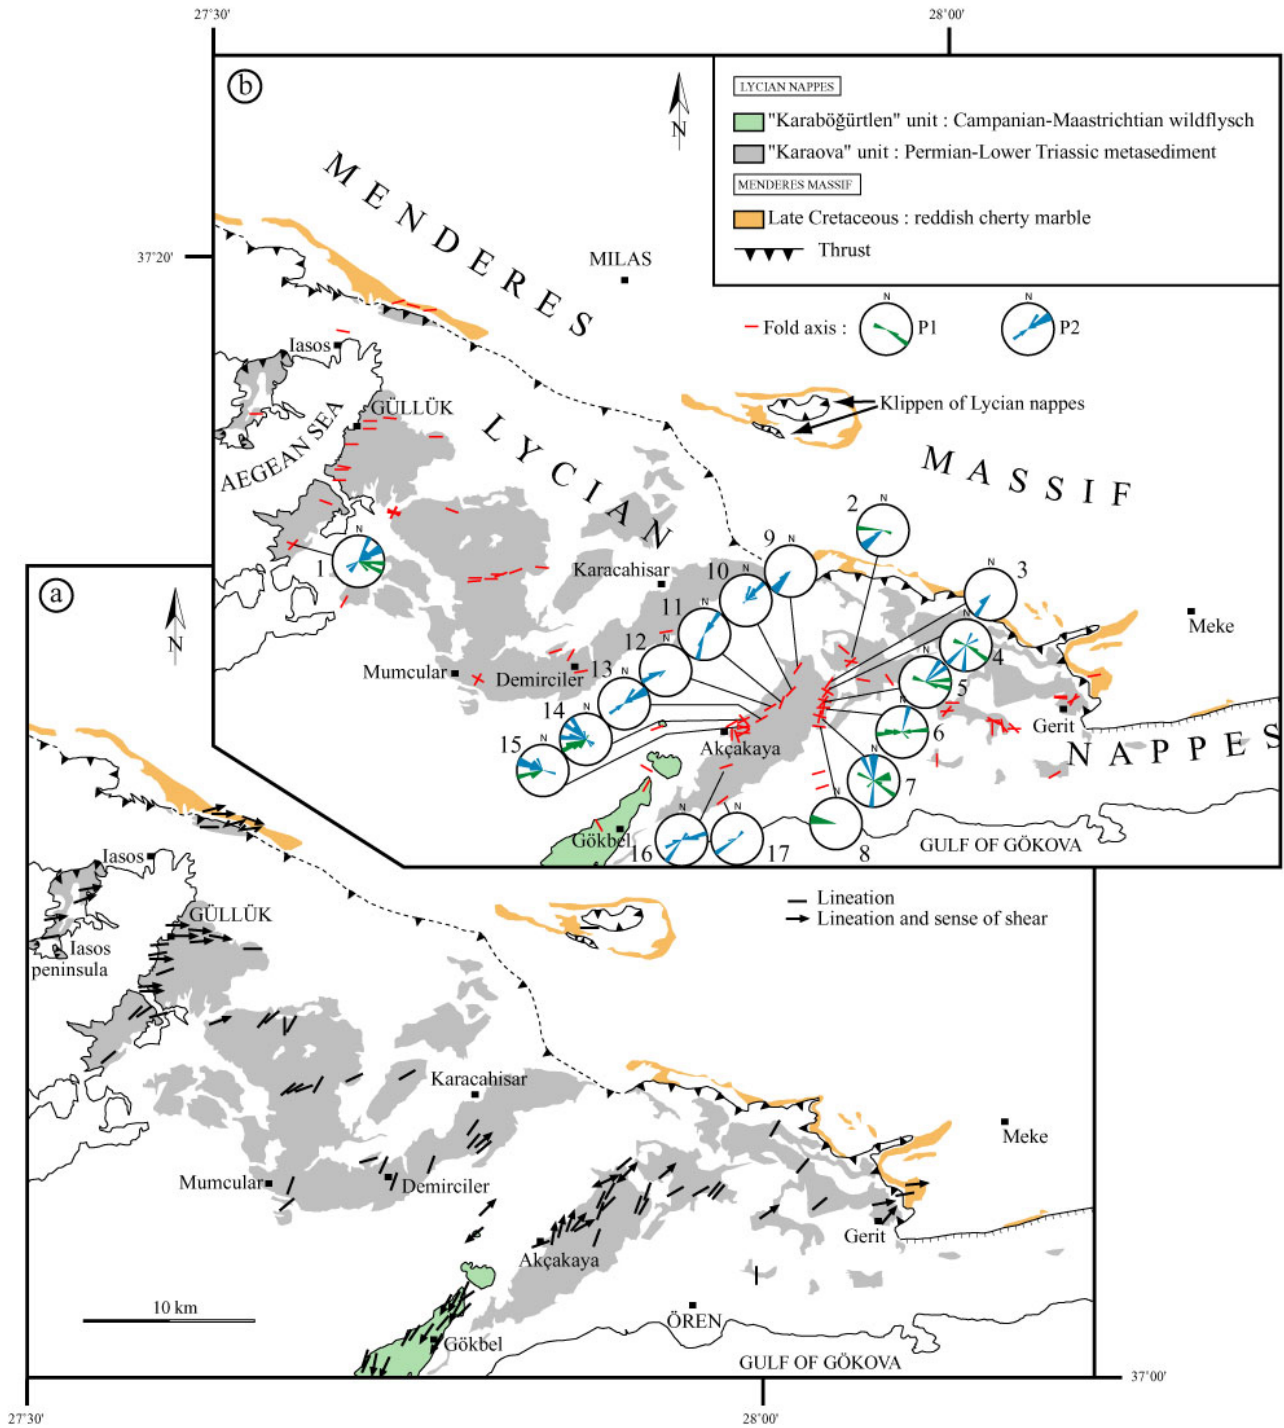 27˚30'
28˚00'
b
N
LYCIAN NAPPES
"Karaböğürtlen" unit : Campanian-Maastrichtian wildflysch
"Karaova" unit : Permian-Lower Triassic metasediment
MENDERES MASSIF
Late Cretaceous : reddish cherty marble
Thrust
MENDERES
37˚20'
MILAS
Fold axis :
N
P1
N
P2
Iasos
GÜLLÜK
AEGEAN SEA
LYCIAN
Klippen of Lycian nappes
MASSIF
1
N
2
N
9
N
10
N
3
N
Karacahisar
11
N
4
N
Meke
12
N
5
N
Mumcular
Demirciler
13
N
6
N
Gerit
14
N
Akçakaya
NAPPES
15
N
7
N
Gökbel
16
N
17
N
8
N
GULF OF GÖKOVA
a
N
Iasos
Lineation
Lineation and sense of shear
GÜLLÜK
Iasos
peninsula
Karacahisar
Meke
Mumcular
Demirciler
Gerit
Akçakaya
10 km
ÖREN
Gökbel
GULF OF GÖKOVA
37˚00'
27˚30'
28˚00'